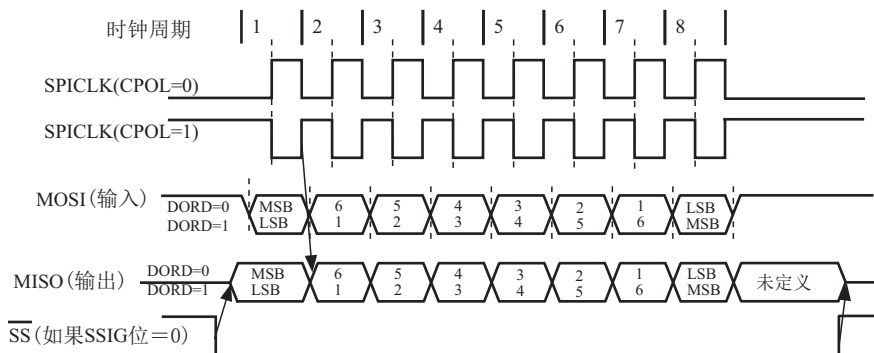 时钟周期 1 2 3 4 5 6 7 8
SPICLK(CPOL=0)
SPICLK(CPOL=1)
MOSI(输入) DORD=0 MSB 6 5 4 3 2 1 LSB
DORD=1 LSB 1 2 3 4 5 6 MSB
MISO(输出) DORD=0 MSB 6 5 4 3 2 1 LSB 未定义
DORD=1 LSB 1 2 3 4 5 6 MSB
SS(如果SSIG位=0)